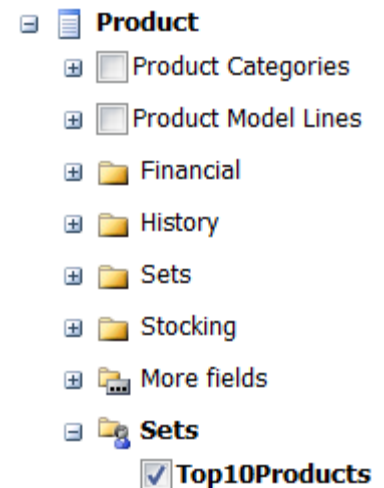 Product
Product Categories
Product Model Lines
Financial
History
Sets
Stocking
More fields
Sets
Top10Products